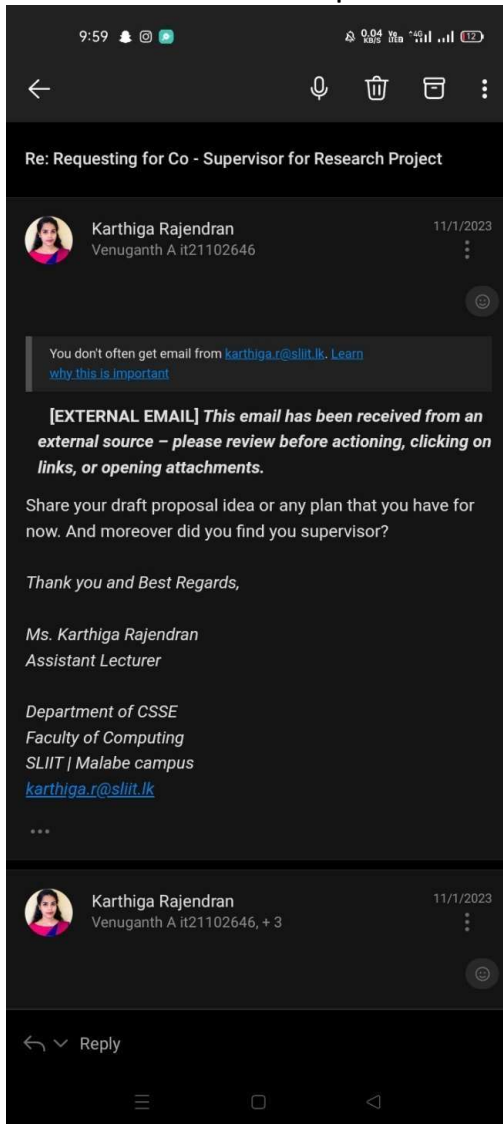 9:59
0.04 KB/S Vo LTE 4G 12
Re: Requesting for Co - Supervisor for Research Project
Karthiga Rajendran
11/1/2023
Venuganth A it21102646
You don't often get email from karthiga.r@sliit.lk. Learn
why this is important
[EXTERNAL EMAIL] This email has been received from an
external source – please review before actioning, clicking on
links, or opening attachments.
Share your draft proposal idea or any plan that you have for
now. And moreover did you find you supervisor?
Thank you and Best Regards,
Ms. Karthiga Rajendran
Assistant Lecturer
Department of CSSE
Faculty of Computing
SLIIT | Malabe campus
karthiga.r@sliit.lk
Karthiga Rajendran
11/1/2023
Venuganth A it21102646, + 3
Reply